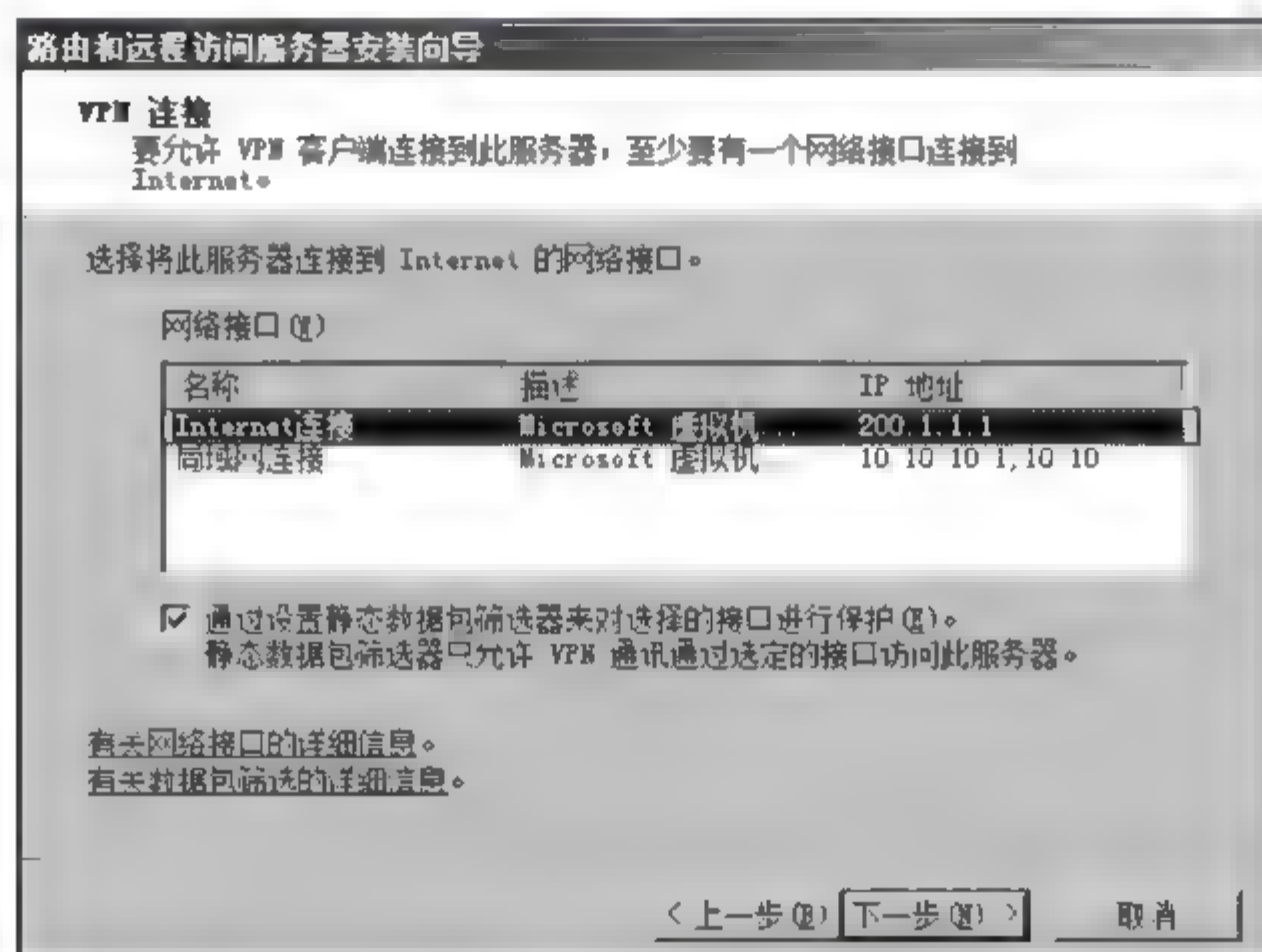 路由和远程访问服务器安装向导
VPN 连接
要允许 VPN 客户端连接到此服务器，至少要有一个网络接口连接到
Internet。
选择将此服务器连接到 Internet 的网络接口。
网络接口(W)
名称 描述 IP 地址
Internet连接 Microsoft 虚拟机... 200.1.1.1
局域网连接 Microsoft 虚拟机 10 10 10 1,10 10
通过设置静态数据包筛选器来对选择的接口进行保护(E)。
静态数据包筛选器只允许 VPN 通讯通过选定的接口访问此服务器。
有关网络接口的详细信息。
有关数据包筛选的详细信息。
< 上一步(B) 下一步(N) > 取消